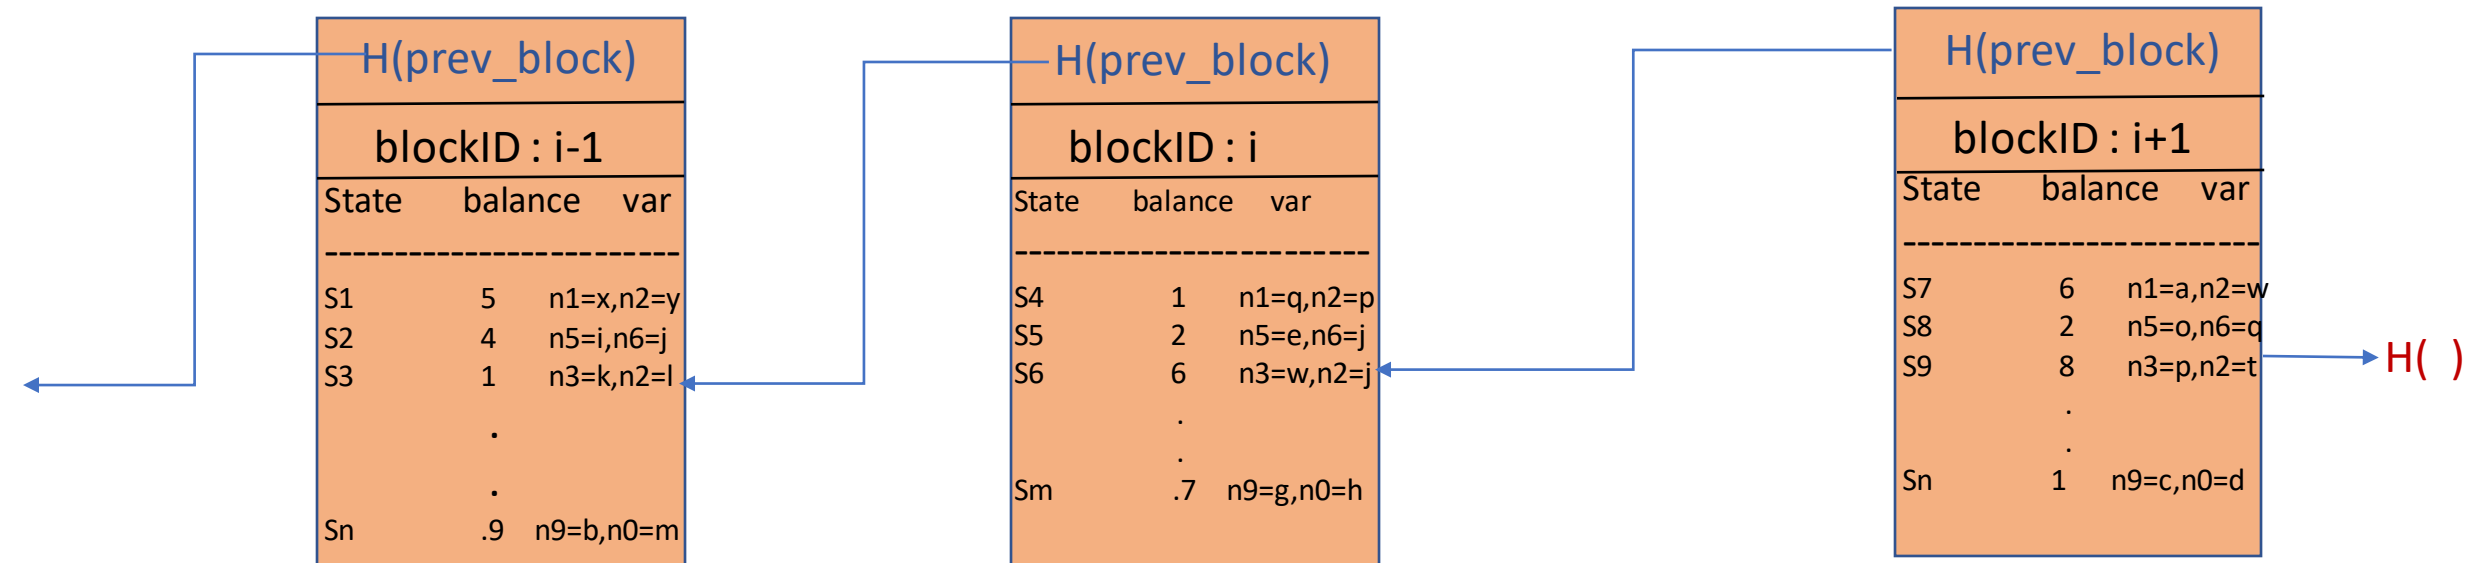 H(prev_block)
blockID : i-1
State balance var
----------------------------
S1 5 n1=x,n2=y
S2 4 n5=i,n6=j
S3 1 n3=k,n2=l
.
.
Sn .9 n9=b,n0=m
H(prev_block)
blockID : i
State balance var
----------------------------
S4 1 n1=q,n2=p
S5 2 n5=e,n6=j
S6 6 n3=w,n2=j
.
.
Sm .7 n9=g,n0=h
H(prev_block)
blockID : i+1
State balance var
----------------------------
S7 6 n1=a,n2=w
S8 2 n5=o,n6=q
S9 8 n3=p,n2=t
.
.
Sn 1 n9=c,n0=d
H( )